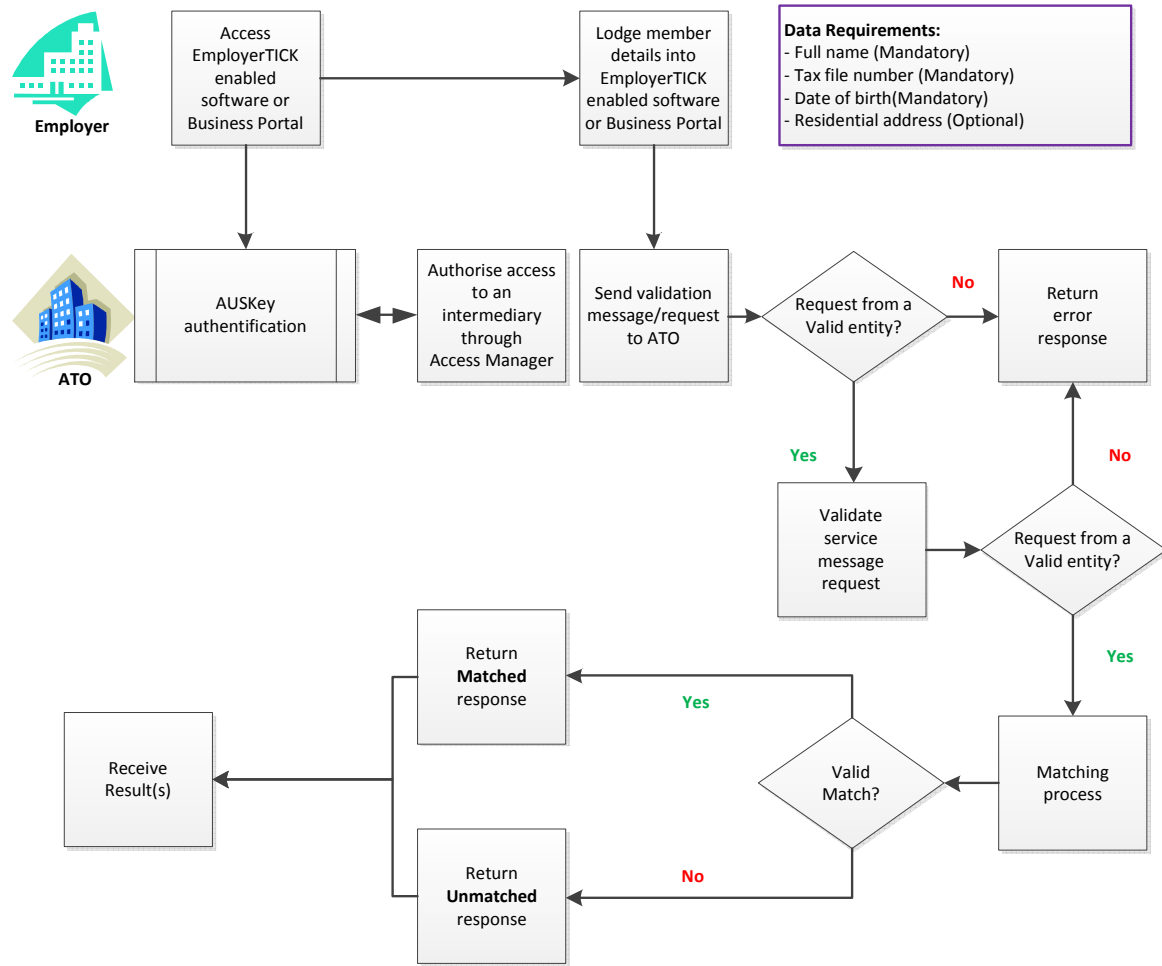 Access
EmployerTICK
enabled
software or
Business Portal
Lodge member
details into
EmployerTICK
enabled software
or Business Portal
Data Requirements:
- Full name (Mandatory)
- Tax file number (Mandatory)
- Date of birth(Mandatory)
- Residential address (Optional)
Employer
AUSKey
authentification
Authorise access
to an
intermediary
through
Access Manager
Send validation
message/request
to ATO
Request from a
Valid entity?
No
Return
error
response
ATO
Yes
No
Validate
service
message
request
Request from a
Valid entity?
Yes
Return
Matched
response
Yes
Receive
Result(s)
Valid
Match?
Matching
process
Return
Unmatched
response
No